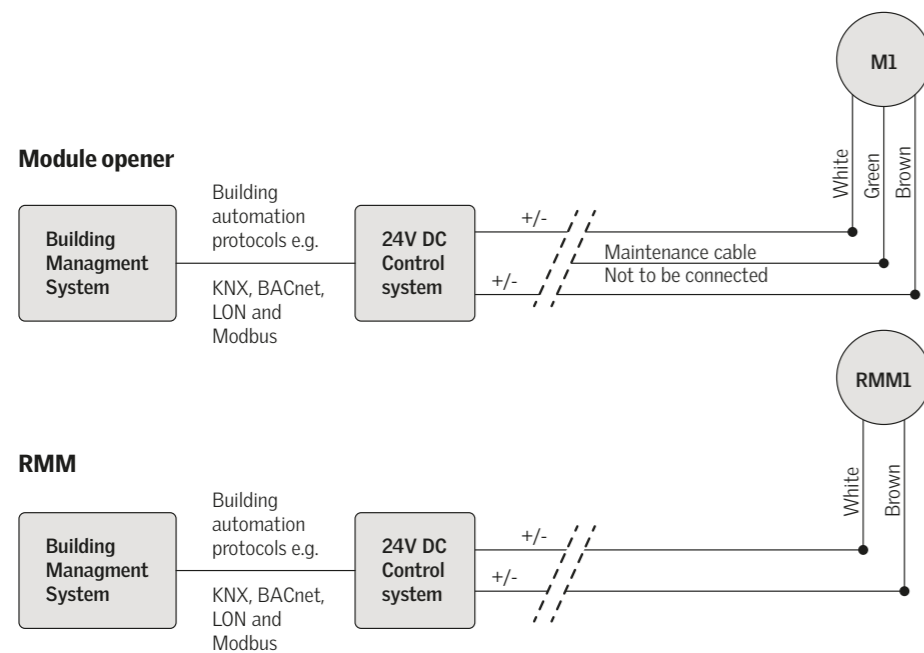 M1
White
Green
Brown
Module opener
Building
Managment
System
Building
automation
protocols e.g.
KNX, BACnet,
LON and
Modbus
24V DC
Control
system
+/-
Maintenance cable
Not to be connected
+/-
RMM1
White
Brown
RMM
Building
Managment
System
Building
automation
protocols e.g.
KNX, BACnet,
LON and
Modbus
24V DC
Control
system
+/-
+/-